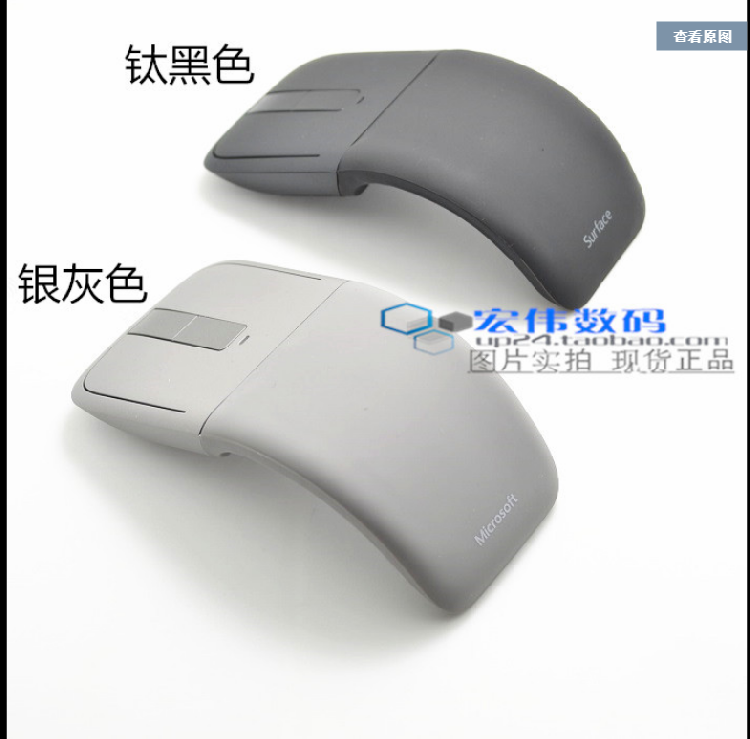 查看原图
钛黑色
Surface
银灰色
宏伟数码
up24.taobao.com
图片实拍 现货正品
Microsoft